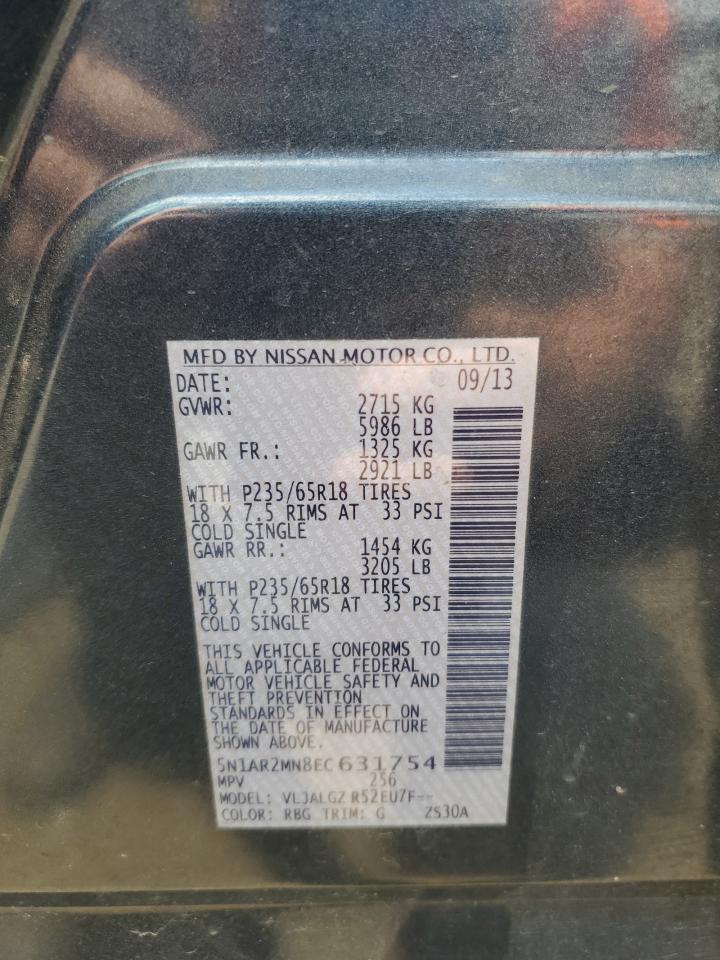 MFD BY NISSAN MOTOR CO., LTD.
DATE: 09/13
GVWR: 2715 KG
5986 LB
GAWR FR.: 1325 KG
2921 LB
WITH P235/65R18 TIRES
18 X 7.5 RIMS AT 33 PSI
COLD SINGLE
GAWR RR.: 1454 KG
3205 LB
WITH P235/65R18 TIRES
18 X 7.5 RIMS AT 33 PSI
COLD SINGLE
THIS VEHICLE CONFORMS TO
ALL APPLICABLE FEDERAL
MOTOR VEHICLE SAFETY AND
THEFT PREVENTION
STANDARDS IN EFFECT ON
THE DATE OF MANUFACTURE
SHOWN ABOVE.
5N1AR2MN8EC631754
MPV 256
MODEL: VLJALGZ R52EU7F--
COLOR: RBG TRIM: G ZS30A